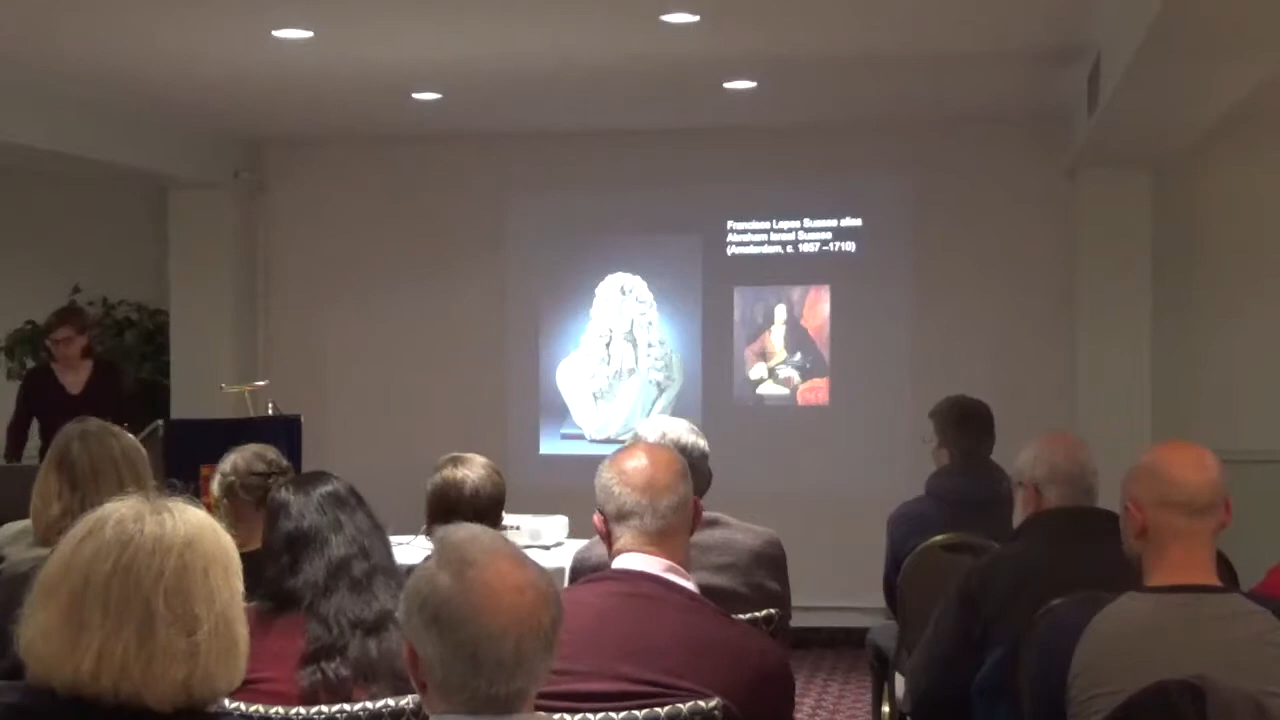 Francisco Lopes Suasso alias
Abraham Israel Suasso
(Amsterdam, c. 1657 –1710)